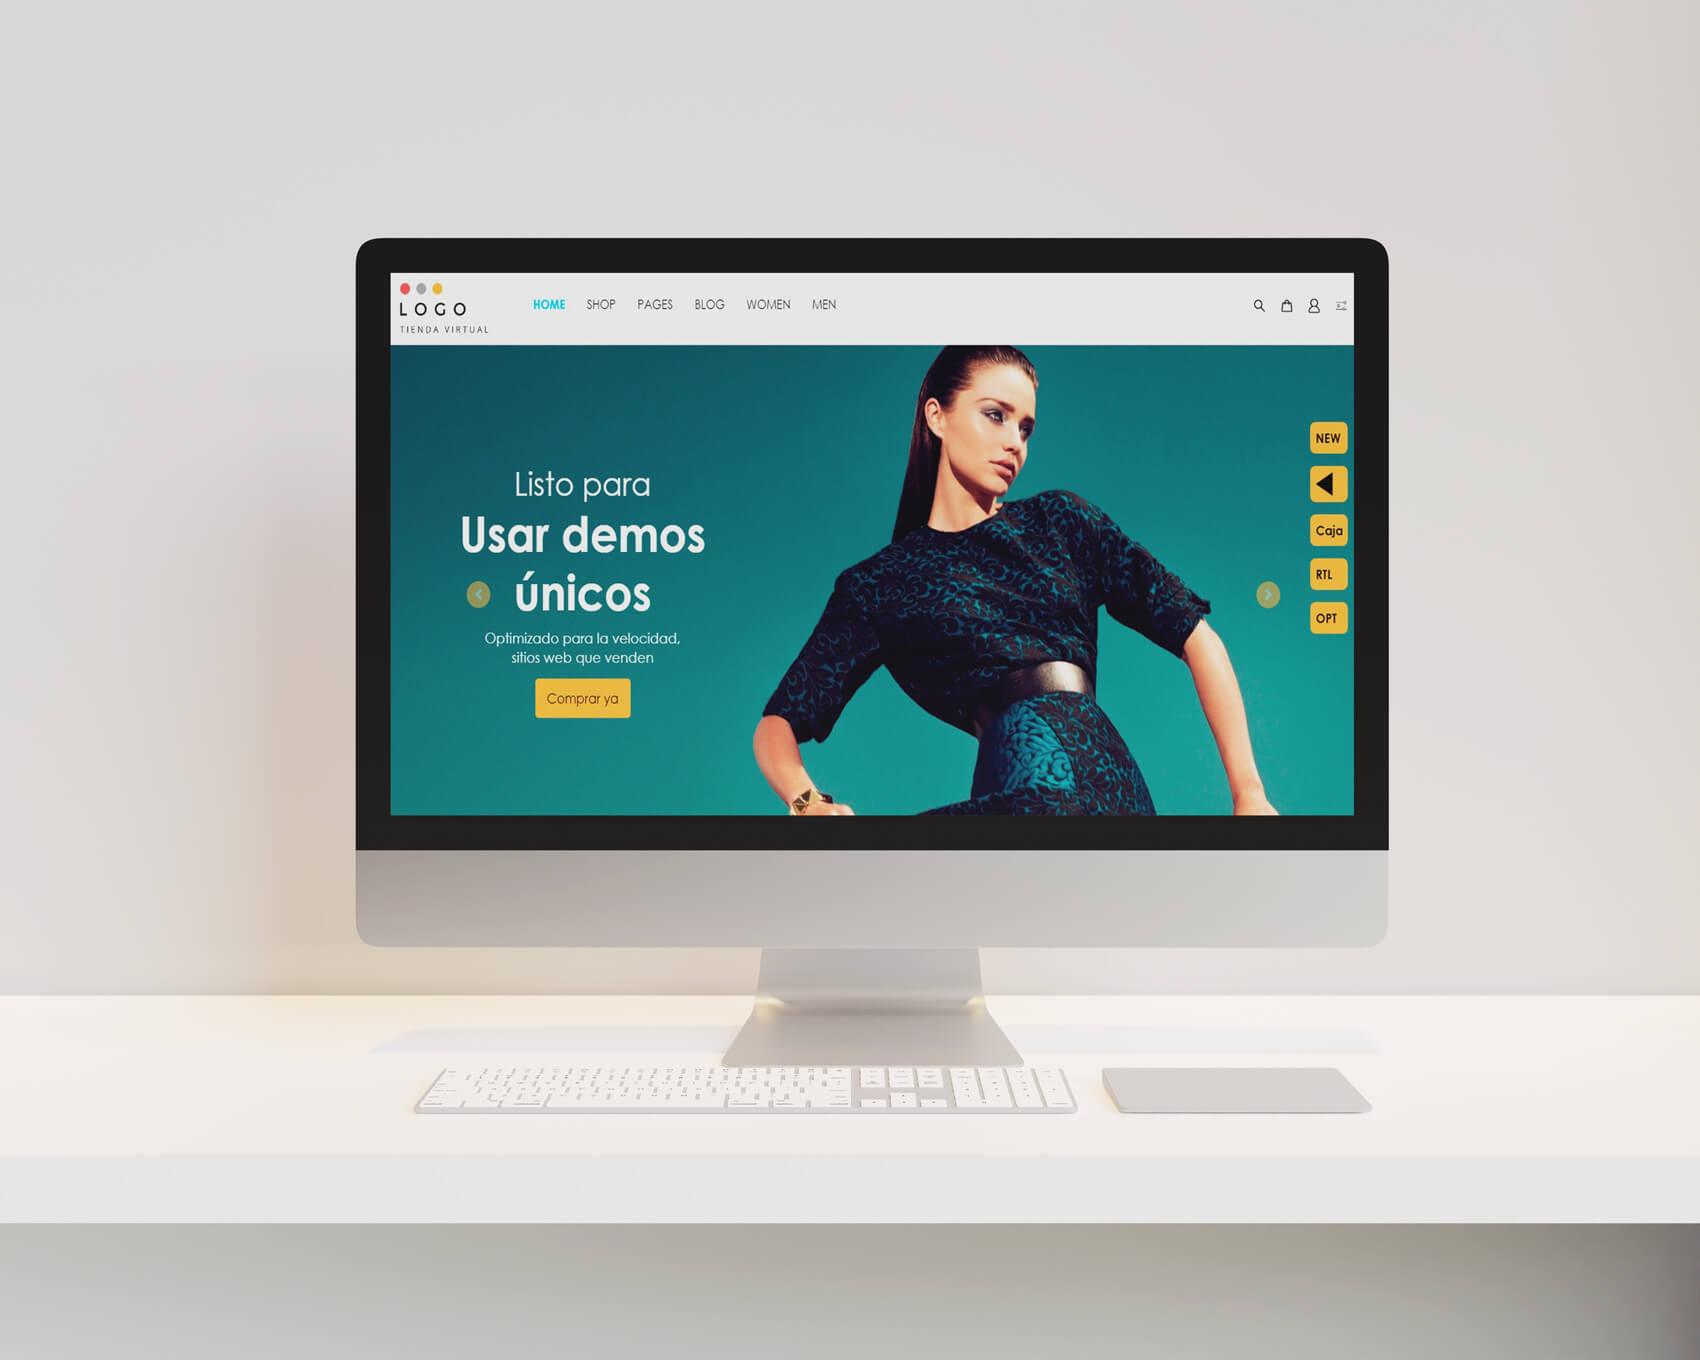 LOGO
TIENDA VIRTUAL
HOME SHOP PAGES BLOG WOMEN MEN
Listo para
Usar demos
únicos
Optimizado para la velocidad,
sitios web que venden
Comprar ya
NEW
Caja
RTL
OPT